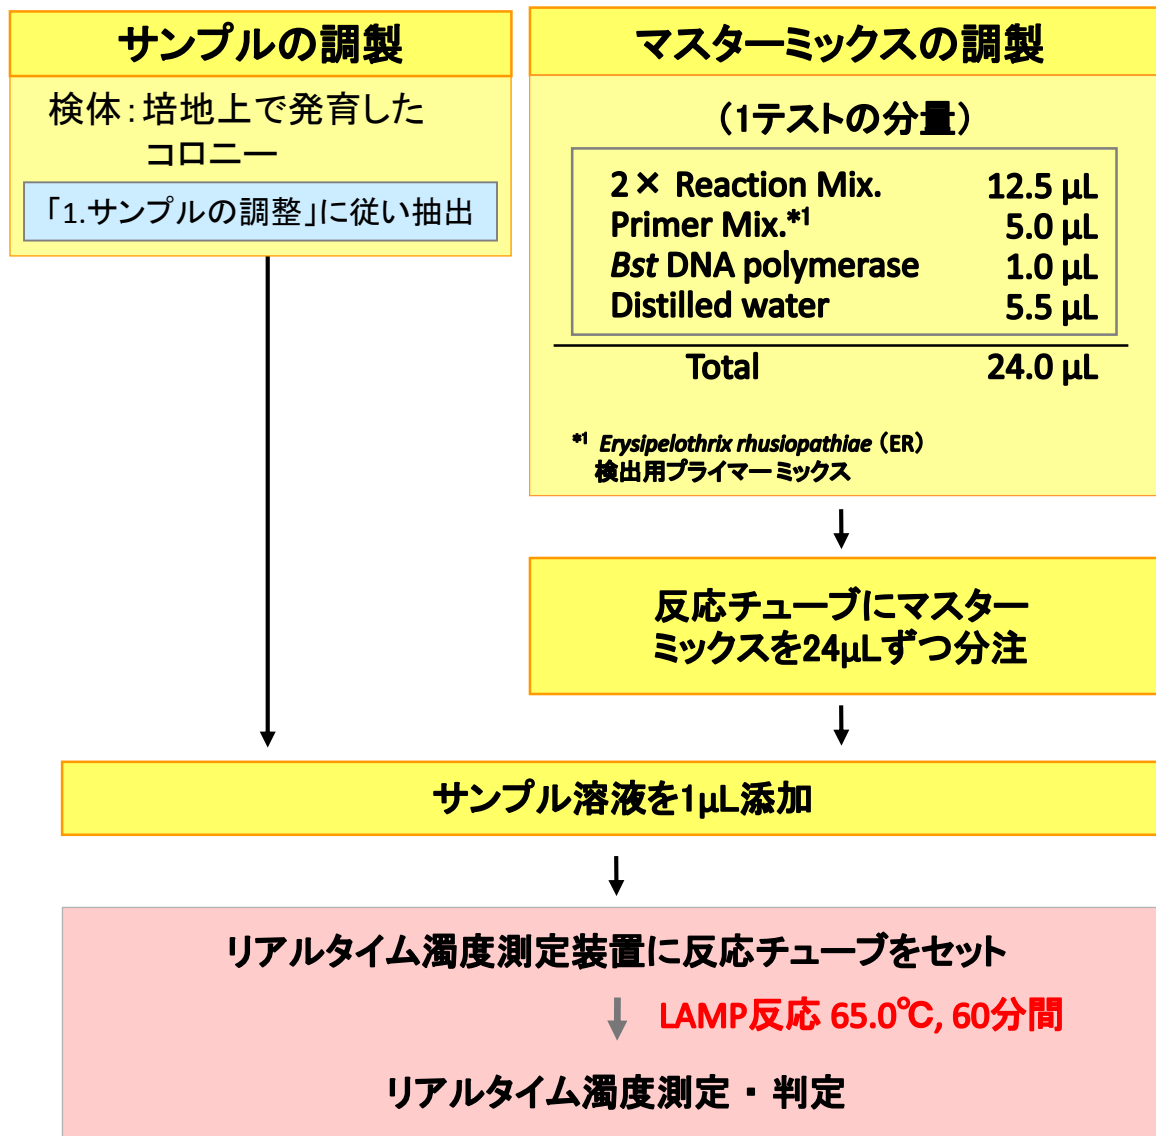 サンプルの調製
検体：培地上で発育した
コロニー
「1.サンプルの調整」に従い抽出
マスターミックスの調製
（1テストの分量）
2× Reaction Mix. 12.5 µL
Primer Mix.*1 5.0 µL
Bst DNA polymerase 1.0 µL
Distilled water 5.5 µL
Total 24.0 µL
*1 Erysipelothrix rhusiopathiae（ER）
検出用プライマーミックス
反応チューブにマスター
ミックスを24µLずつ分注
サンプル溶液を1µL添加
リアルタイム濁度測定装置に反応チューブをセット
LAMP反応 65.0℃, 60分間
リアルタイム濁度測定・判定